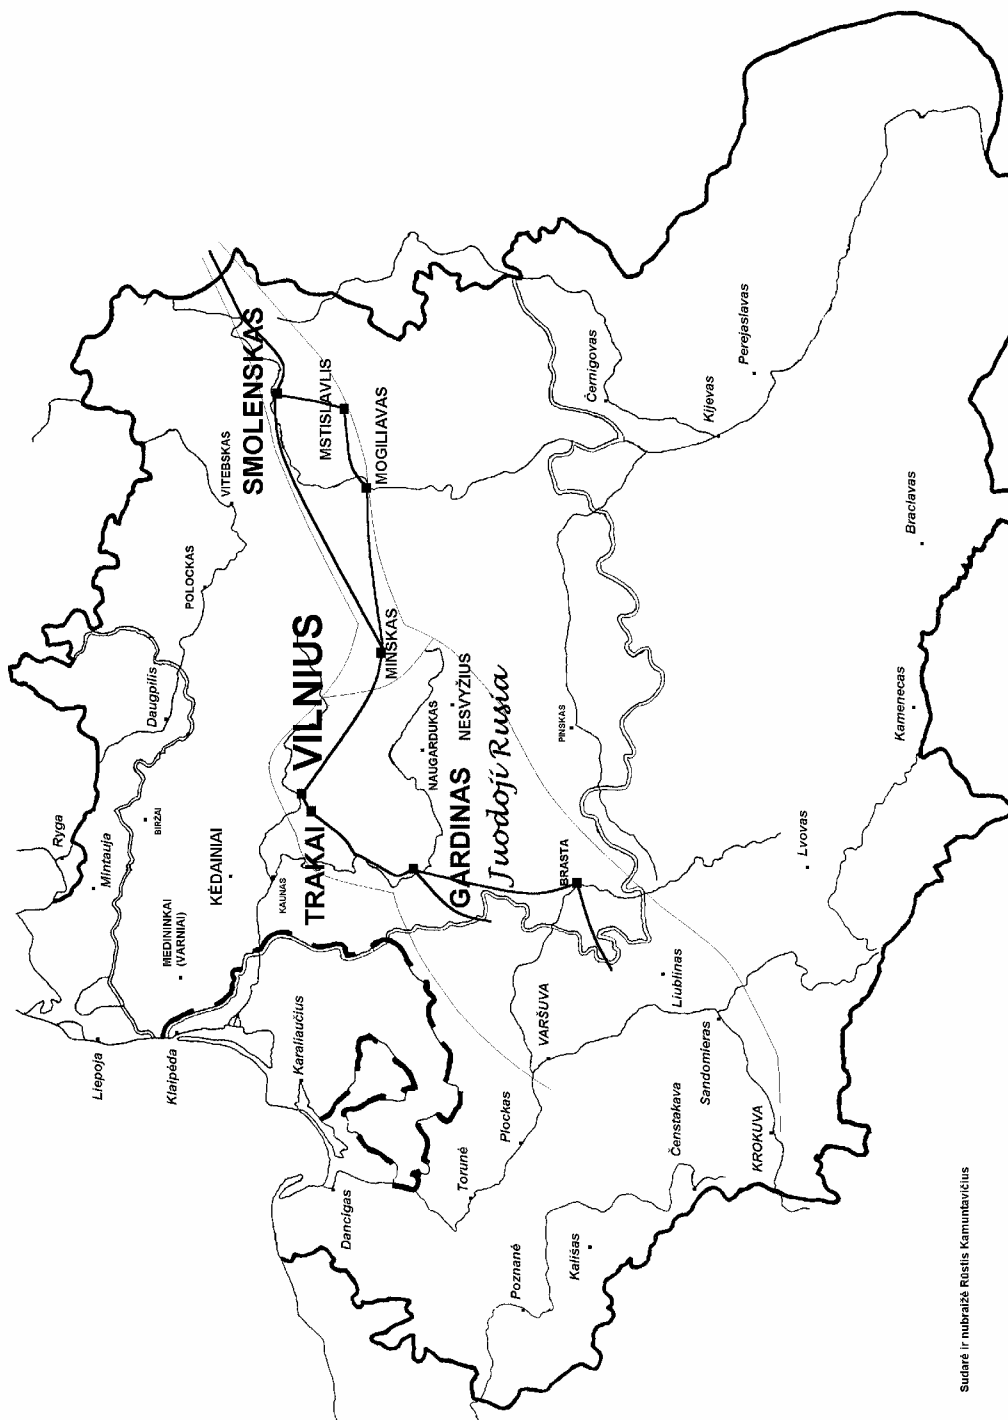 Ryga
Mintauja
Liepoja
Klaipėda
MEDININKAI
(VARNIAI)
BIRŽAI
KĖDAINIAI
KAUNAS
Daugpilis
POLOCKAS
VITEBSKAS
SMOLENSKAS
MSTISLAVLIS
MOGILIAVAS
VILNIUS
TRAKAI
MINSKAS
Karaliaučius
Dancigas
GARDINAS
NAUGARDUKAS
NESVYŽIUS
Juodoji Rusia
Torunė
Plockas
VARŠUVA
BRASTA
PINSKAS
Černigovas
Poznanė
Kališas
Čenstakava
Sandomieras
Liublinas
Kijevas
Perejaslavas
KROKUVA
Lvovas
Kamenecas
Braclavas
Sudarė ir nubraižė Rūstis Kamuntavičius